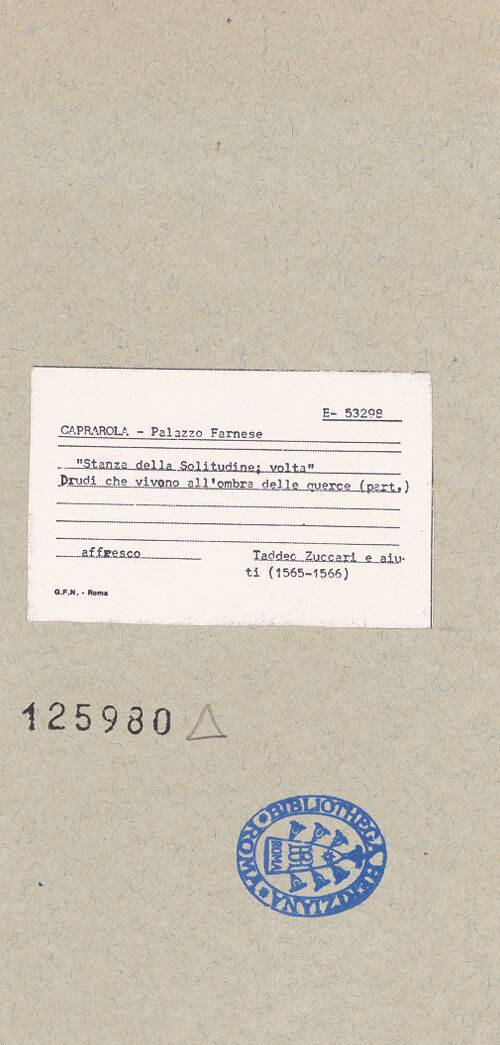 E- 53298
CAPRAROLA - Palazzo Farnese
"Stanza della Solitudine; volta"
Drudi che vivono all'ombra delle querce (part.)
affresco
Taddeo Zuccari e aiu-
ti (1565-1566)
G.F.N. - Roma
125980
BIBLIOTHECA HERTZIANA ROMA
ROMA